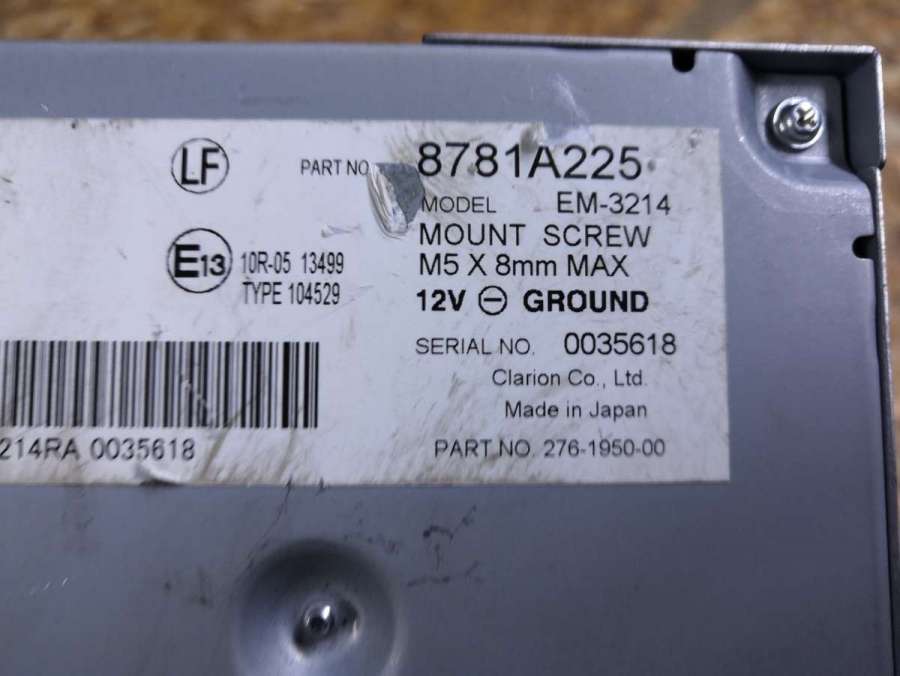 LF PART NO. 8781A225
MODEL EM-3214
MOUNT SCREW
E13 10R-05 13499 M5 X 8mm MAX
TYPE 104529 12V ⊖ GROUND
SERIAL NO. 0035618
Clarion Co., Ltd.
Made in Japan
214RA 0035618 PART NO. 276-1950-00